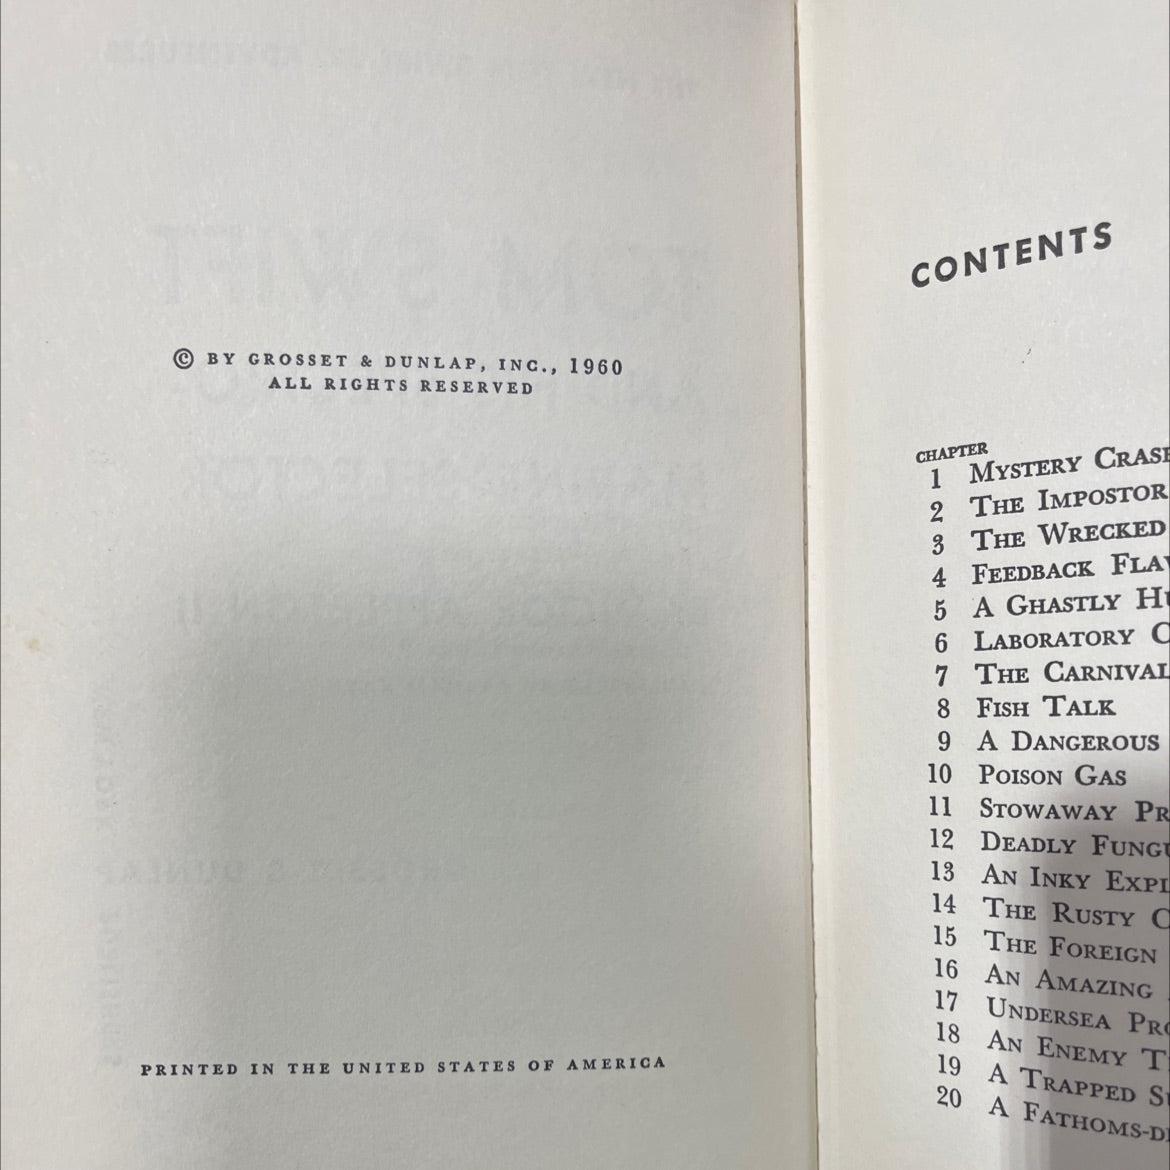 © BY GROSSET & DUNLAP, INC., 1960
ALL RIGHTS RESERVED
PRINTED IN THE UNITED STATES OF AMERICA
CONTENTS
CHAPTER
1 MYSTERY CRASH
2 THE IMPOSTOR
3 THE WRECKED
4 FEEDBACK FLAW
5 A GHASTLY
6 LABORATORY
7 THE CARNIVAL
8 FISH TALK
9 A DANGEROUS
10 POISON GAS
11 STOWAWAY
12 DEADLY
13 AN INKY
14 THE RUSTY
15 THE FOREIGN
16 AN AMAZING
17 UNDERSEA
18 AN ENEMY
19 A TRAPPED
20 A